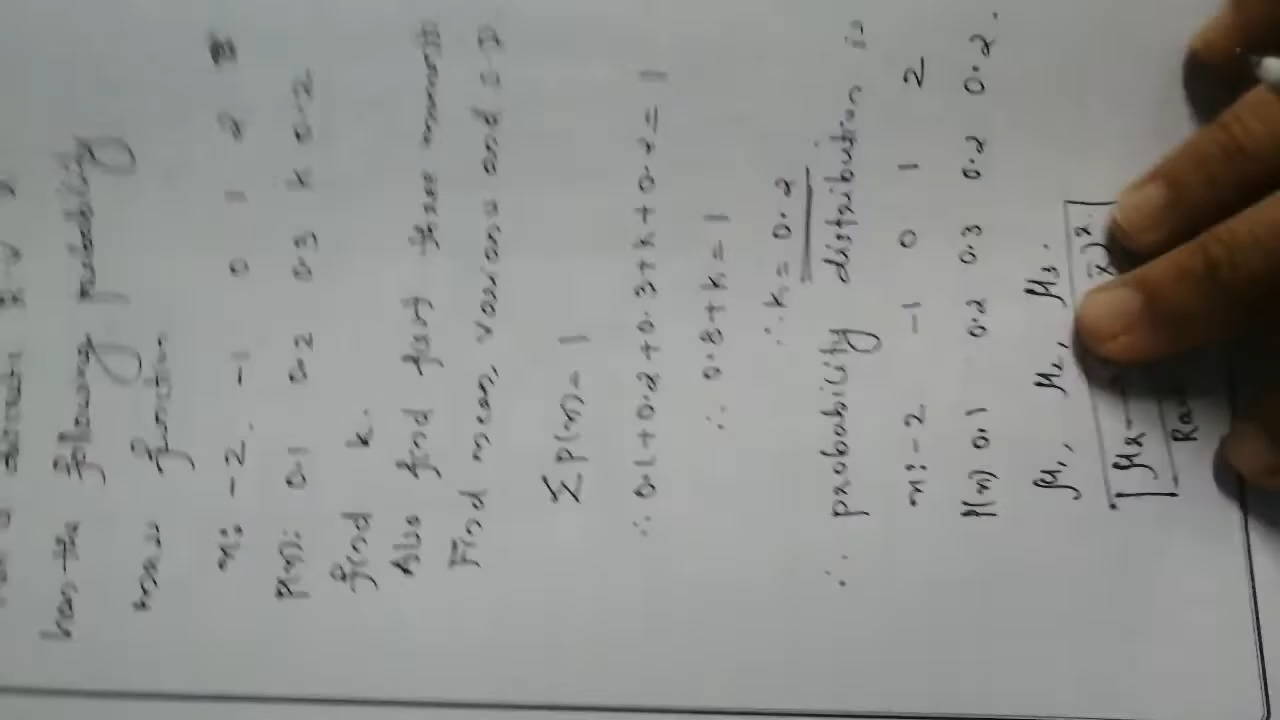 has the following probability
mass function
x: -2. -1 0 1 2
p(x): 0.1 0.2 0.3 k 0.2
find k.
Also find first three moments
Find mean, variance and S.D
Σ P(x) = 1
∴ 0.1+0.2+0.3+k+0.2 = 1
∴ 0.8+k = 1
∴ k = 0.2
∴ probability distribution is
x: -2 -1 0 1 2
P(x) 0.1 0.2 0.3 0.2 0.2.
μ1, μ2, μ3.